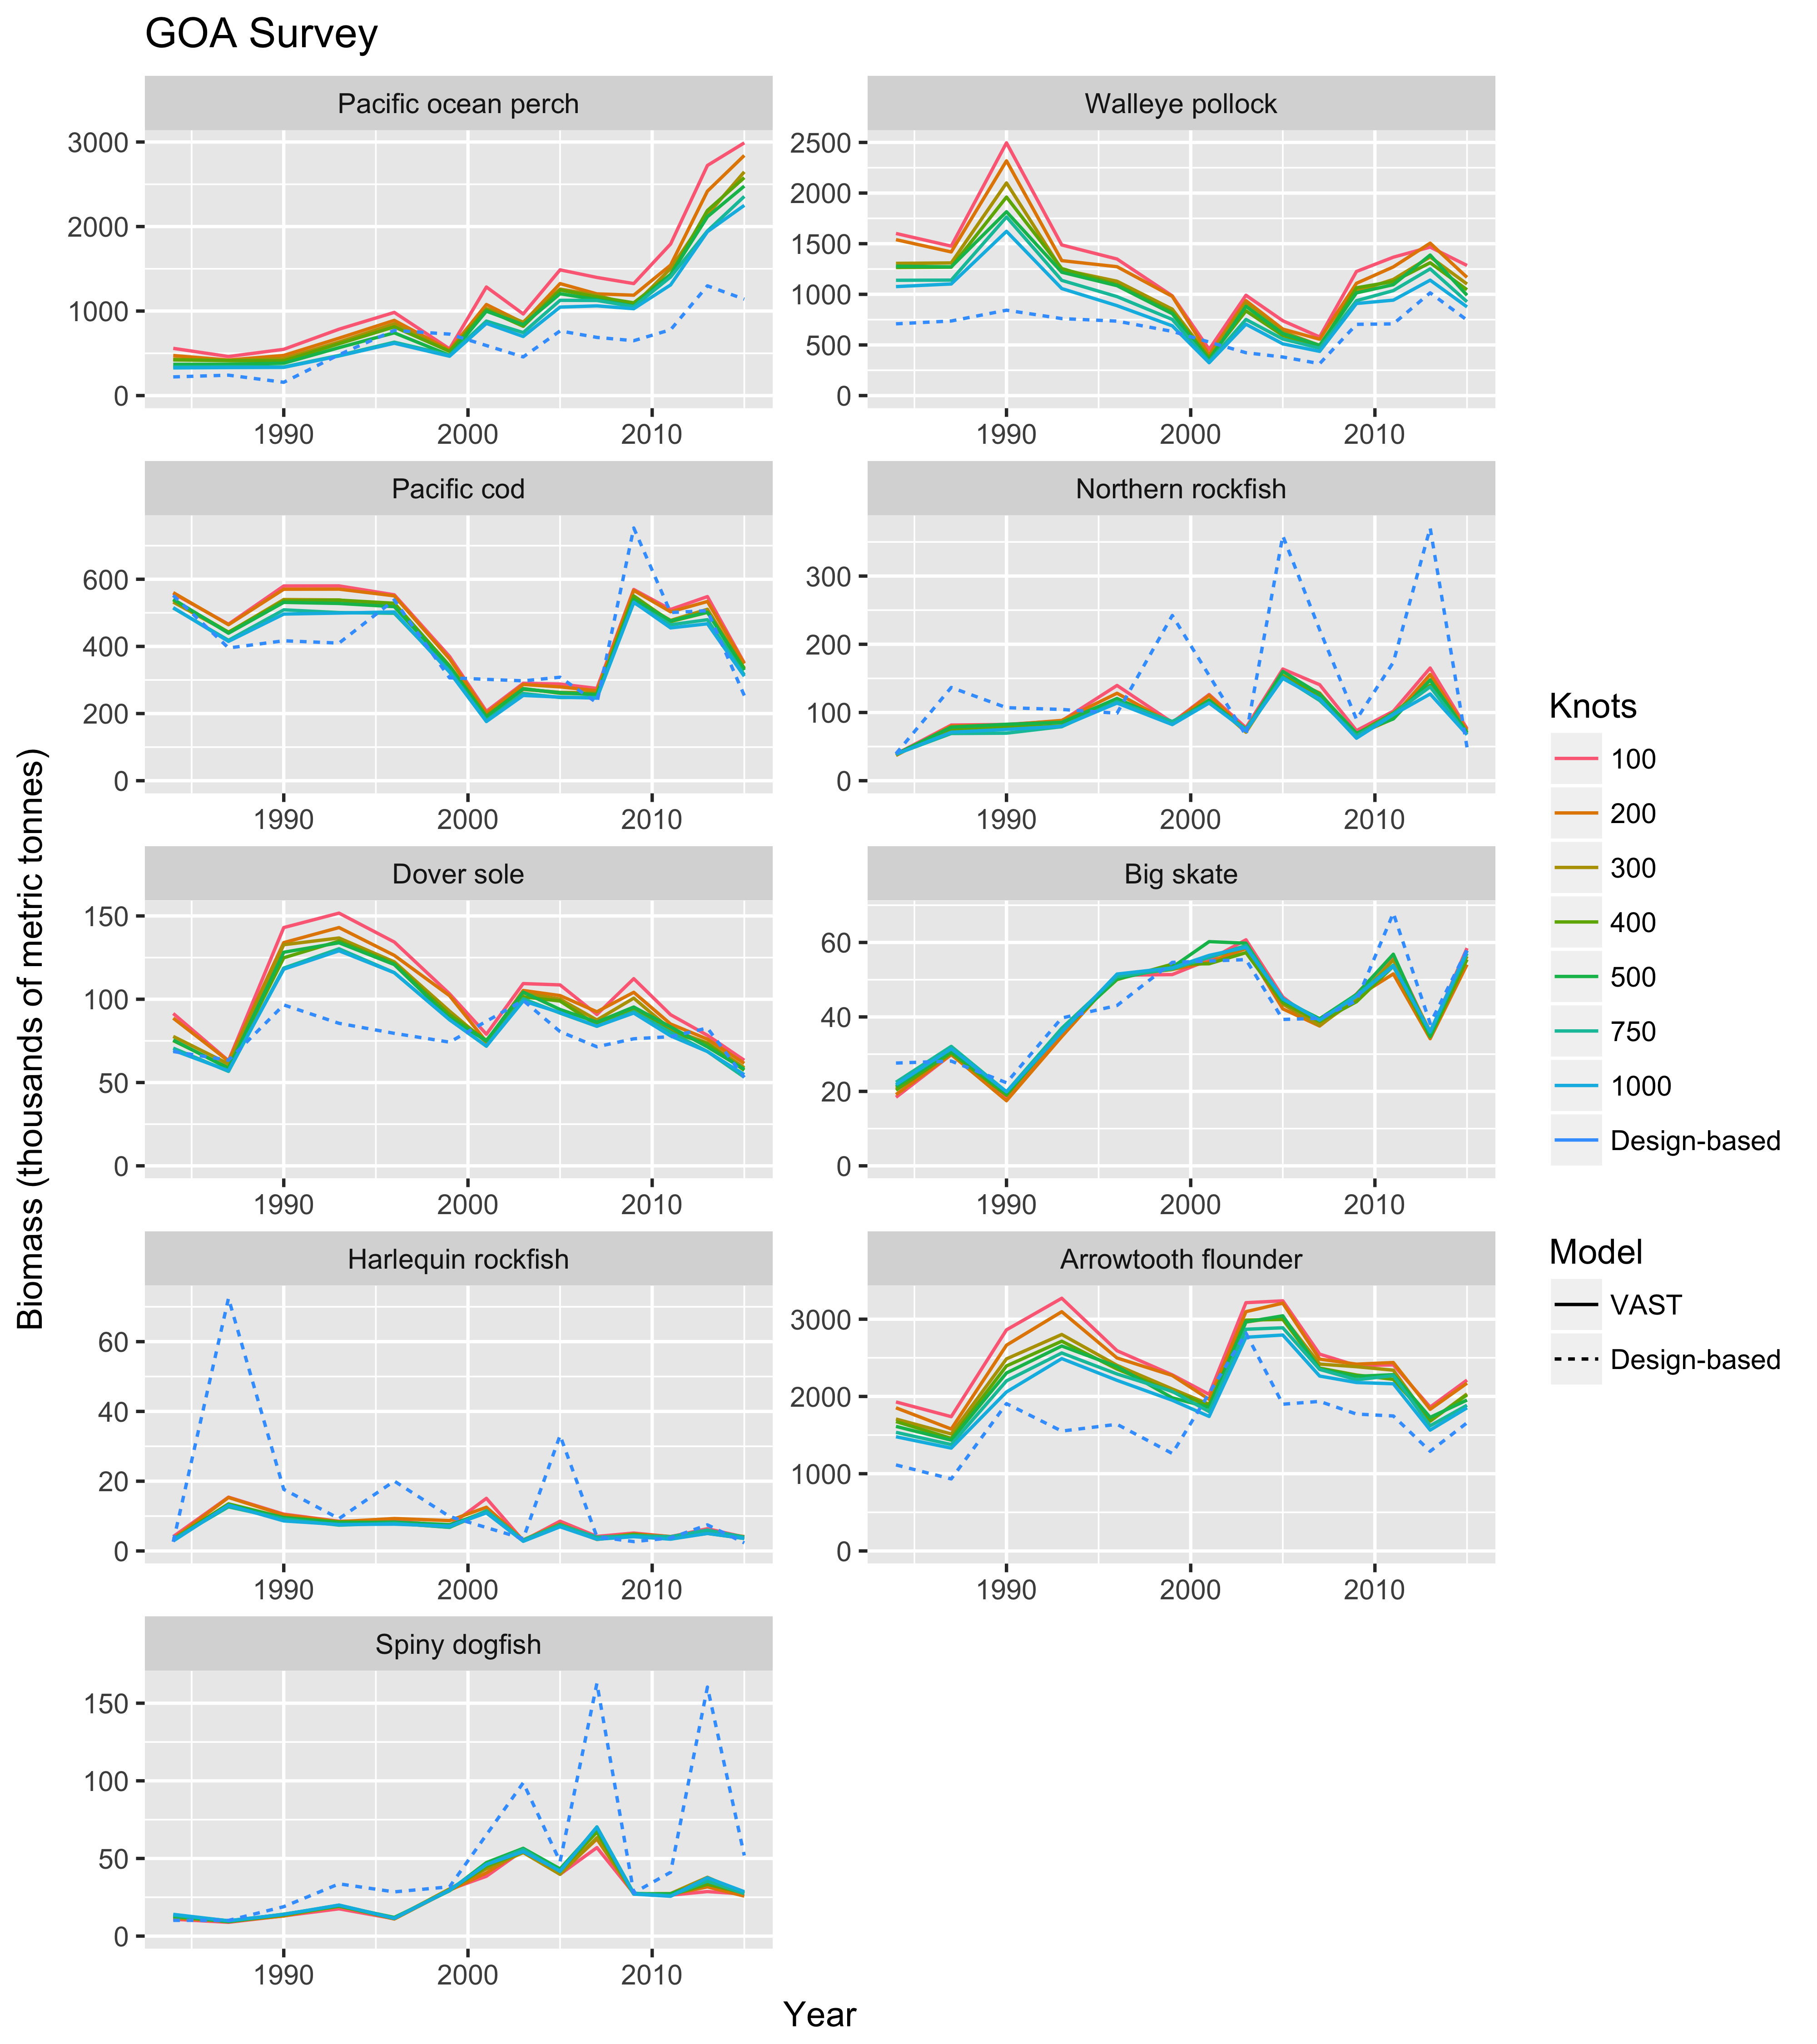 GOA Survey
Pacific ocean perch
Walleye pollock
3000
2000
1000
0
2500
2000
1500
1000
500
0
1990 2000 2010
1990 2000 2010
Pacific cod
Northern rockfish
600
400
200
0
300
200
100
0
1990 2000 2010
1990 2000 2010
Dover sole
Big skate
150
100
50
0
60
40
20
0
1990 2000 2010
1990 2000 2010
Harlequin rockfish
Arrowtooth flounder
60
40
20
0
3000
2000
1000
0
1990 2000 2010
1990 2000 2010
Spiny dogfish
150
100
50
0
1990 2000 2010
Year
Biomass (thousands of metric tonnes)
Knots
100
200
300
400
500
750
1000
Design-based
Model
VAST
Design-based